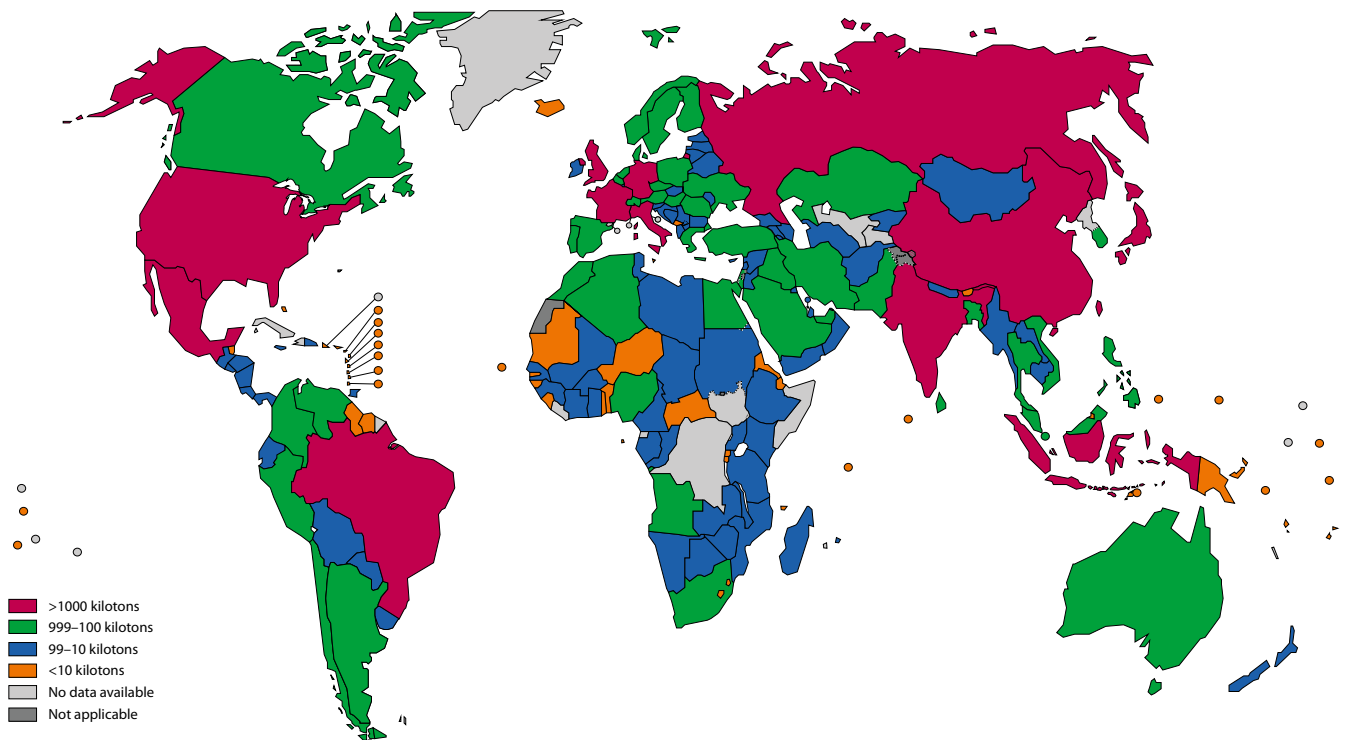 >1000 kilotons
999–100 kilotons
99–10 kilotons
<10 kilotons
No data available
Not applicable